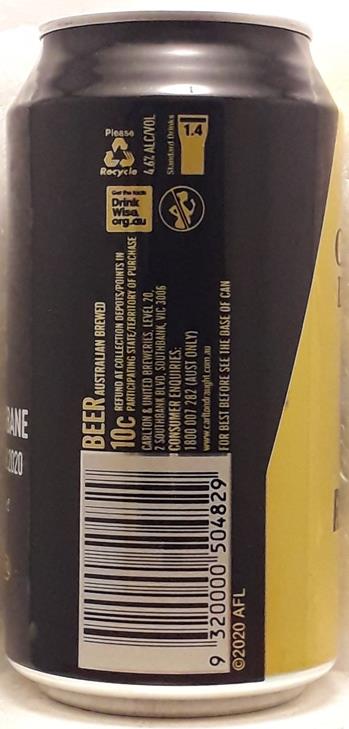 Please
Recycle
4.6% ALC/VOL
Standard Drinks
1.4
Get the facts
Drink
Wise
.org.au
BEER AUSTRALIAN BREWED
10c REFUND AT COLLECTION DEPOTS/POINTS IN
PARTICIPATING STATE/TERRITORY OF PURCHASE
CARLTON & UNITED BREWERIES, LEVEL 20,
2 SOUTHBANK BLVD, SOUTHBANK, VIC 3006
CONSUMER ENQUIRIES:
1800 007 282 (AUST ONLY)
www.carltondraught.com.au
FOR BEST BEFORE SEE THE BASE OF CAN
9 320000 504829
©2020 AFL
2020